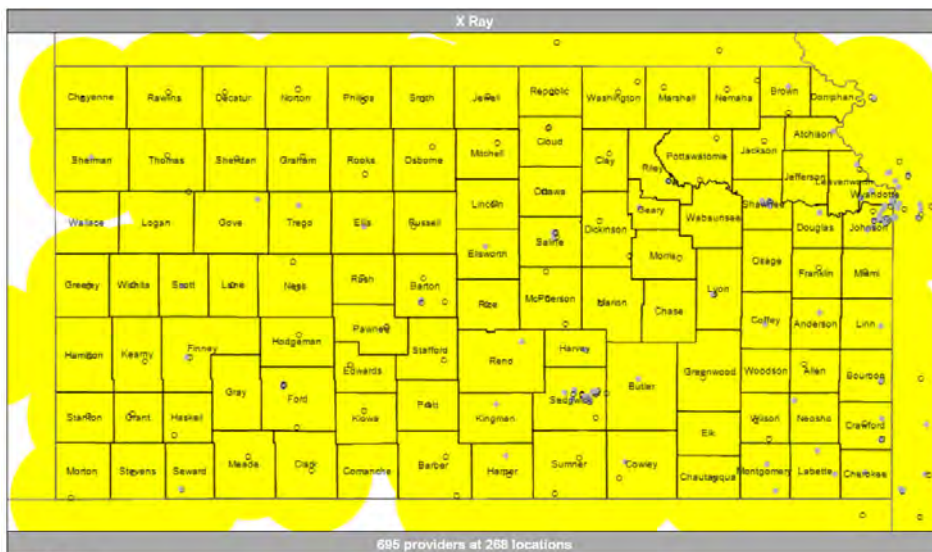 X Ray
Cheyenne Rawlins Decatur Norton Phillips Smith Jewell Republic Washington Marshall Nemaha Brown Doniphan
Atchison
Sherman Thomas Sheridan Graham Rooks Osborne Mitchell Cloud Clay Riley Pottawatomie Jackson Jefferson Leavenworth
Wyandotte
Wallace Logan Gove Trego Ellis Russell Lincoln Ottawa Dickinson Geary Wabaunsee Shawnee Douglas Johnson
Saline
Ellsworth Morris Osage Franklin Miami
Greeley Wichita Scott Lane Ness Rush Barton Rice McPherson Marion Chase Lyon
Coffey Anderson Linn
Hamilton Kearny Finney Hodgeman Pawnee Stafford Reno Harvey
Edwards Greenwood Woodson Allen Bourbon
Gray Ford Sedgwick Butler
Stanton Grant Haskell Kiowa Pratt Kingman Elk Wilson Neosho Crawford
Morton Stevens Seward Meade Clark Comanche Barber Harper Sumner Cowley Chautauqua Montgomery Labette Cherokee
695 providers at 268 locations